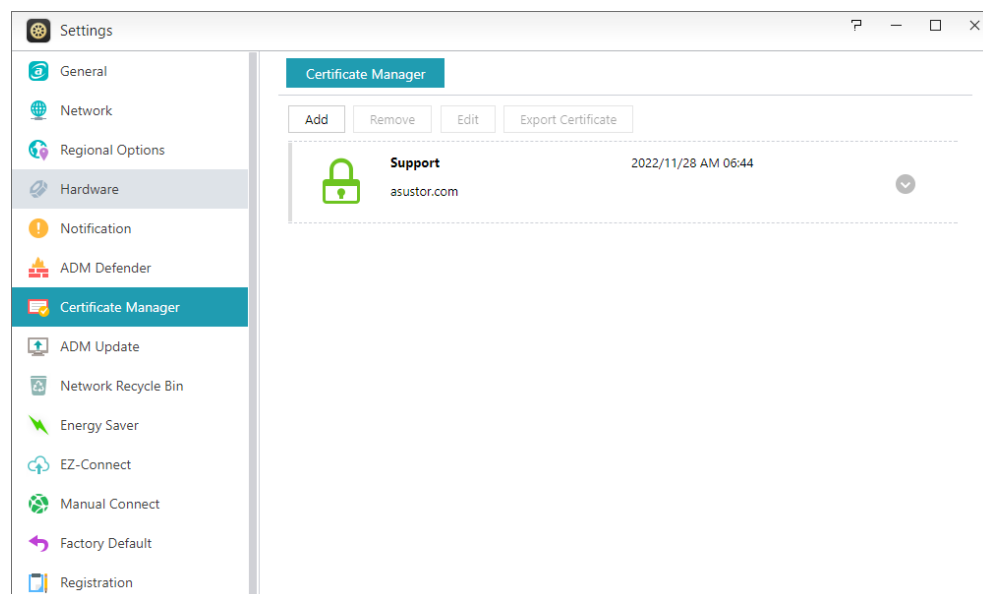 Settings
General
Network
Regional Options
Hardware
Notification
ADM Defender
Certificate Manager
ADM Update
Network Recycle Bin
Energy Saver
EZ-Connect
Manual Connect
Factory Default
Registration
Certificate Manager
Add Remove Edit Export Certificate
Support 2022/11/28 AM 06:44
asustor.com